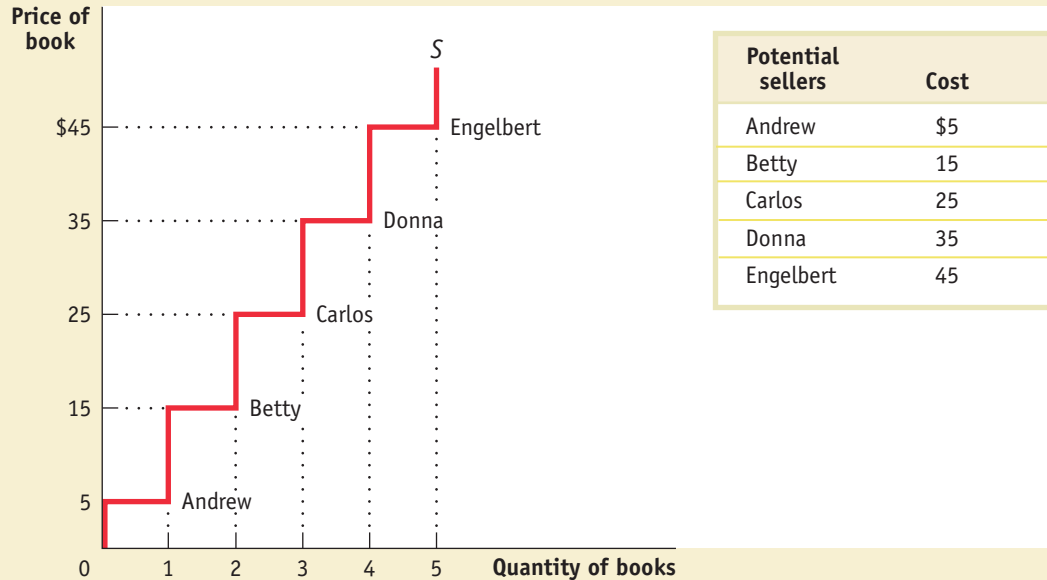 Price of
book
S
$45
Engelbert
35
Donna
25
Carlos
15
Betty
5
Andrew
0
1
2
3
4
5
Quantity of books
Potential
sellers
Cost
Andrew $5
Betty 15
Carlos 25
Donna 35
Engelbert 45